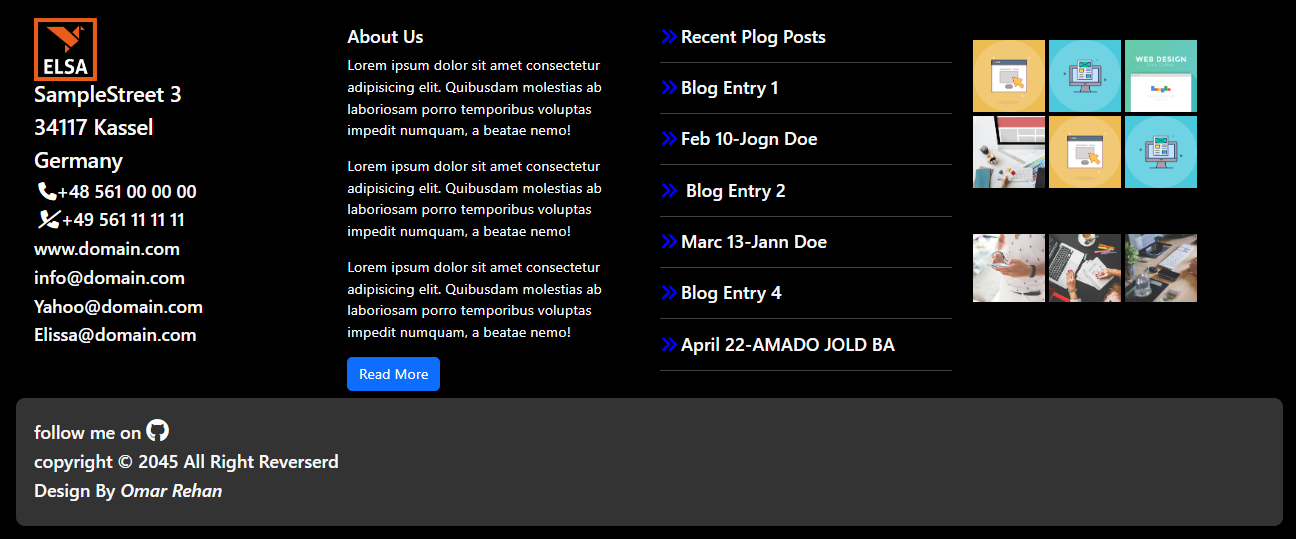 ELSA
SampleStreet 3
34117 Kassel
Germany
+48 561 00 00 00
+49 561 11 11 11
www.domain.com
info@domain.com
Yahoo@domain.com
Elissa@domain.com
About Us
Lorem ipsum dolor sit amet consectetur
adipisicing elit. Quibusdam molestias ab
laboriosam porro temporibus voluptas
impedit numquam, a beatae nemo!
Lorem ipsum dolor sit amet consectetur
adipisicing elit. Quibusdam molestias ab
laboriosam porro temporibus voluptas
impedit numquam, a beatae nemo!
Lorem ipsum dolor sit amet consectetur
adipisicing elit. Quibusdam molestias ab
laboriosam porro temporibus voluptas
impedit numquam, a beatae nemo!
Read More
Recent Plog Posts
Blog Entry 1
Feb 10-Jogn Doe
Blog Entry 2
Marc 13-Jann Doe
Blog Entry 4
April 22-AMADO JOLD BA
WEB DESIGN
follow me on
copyright © 2045 All Right Reverserd
Design By Omar Rehan